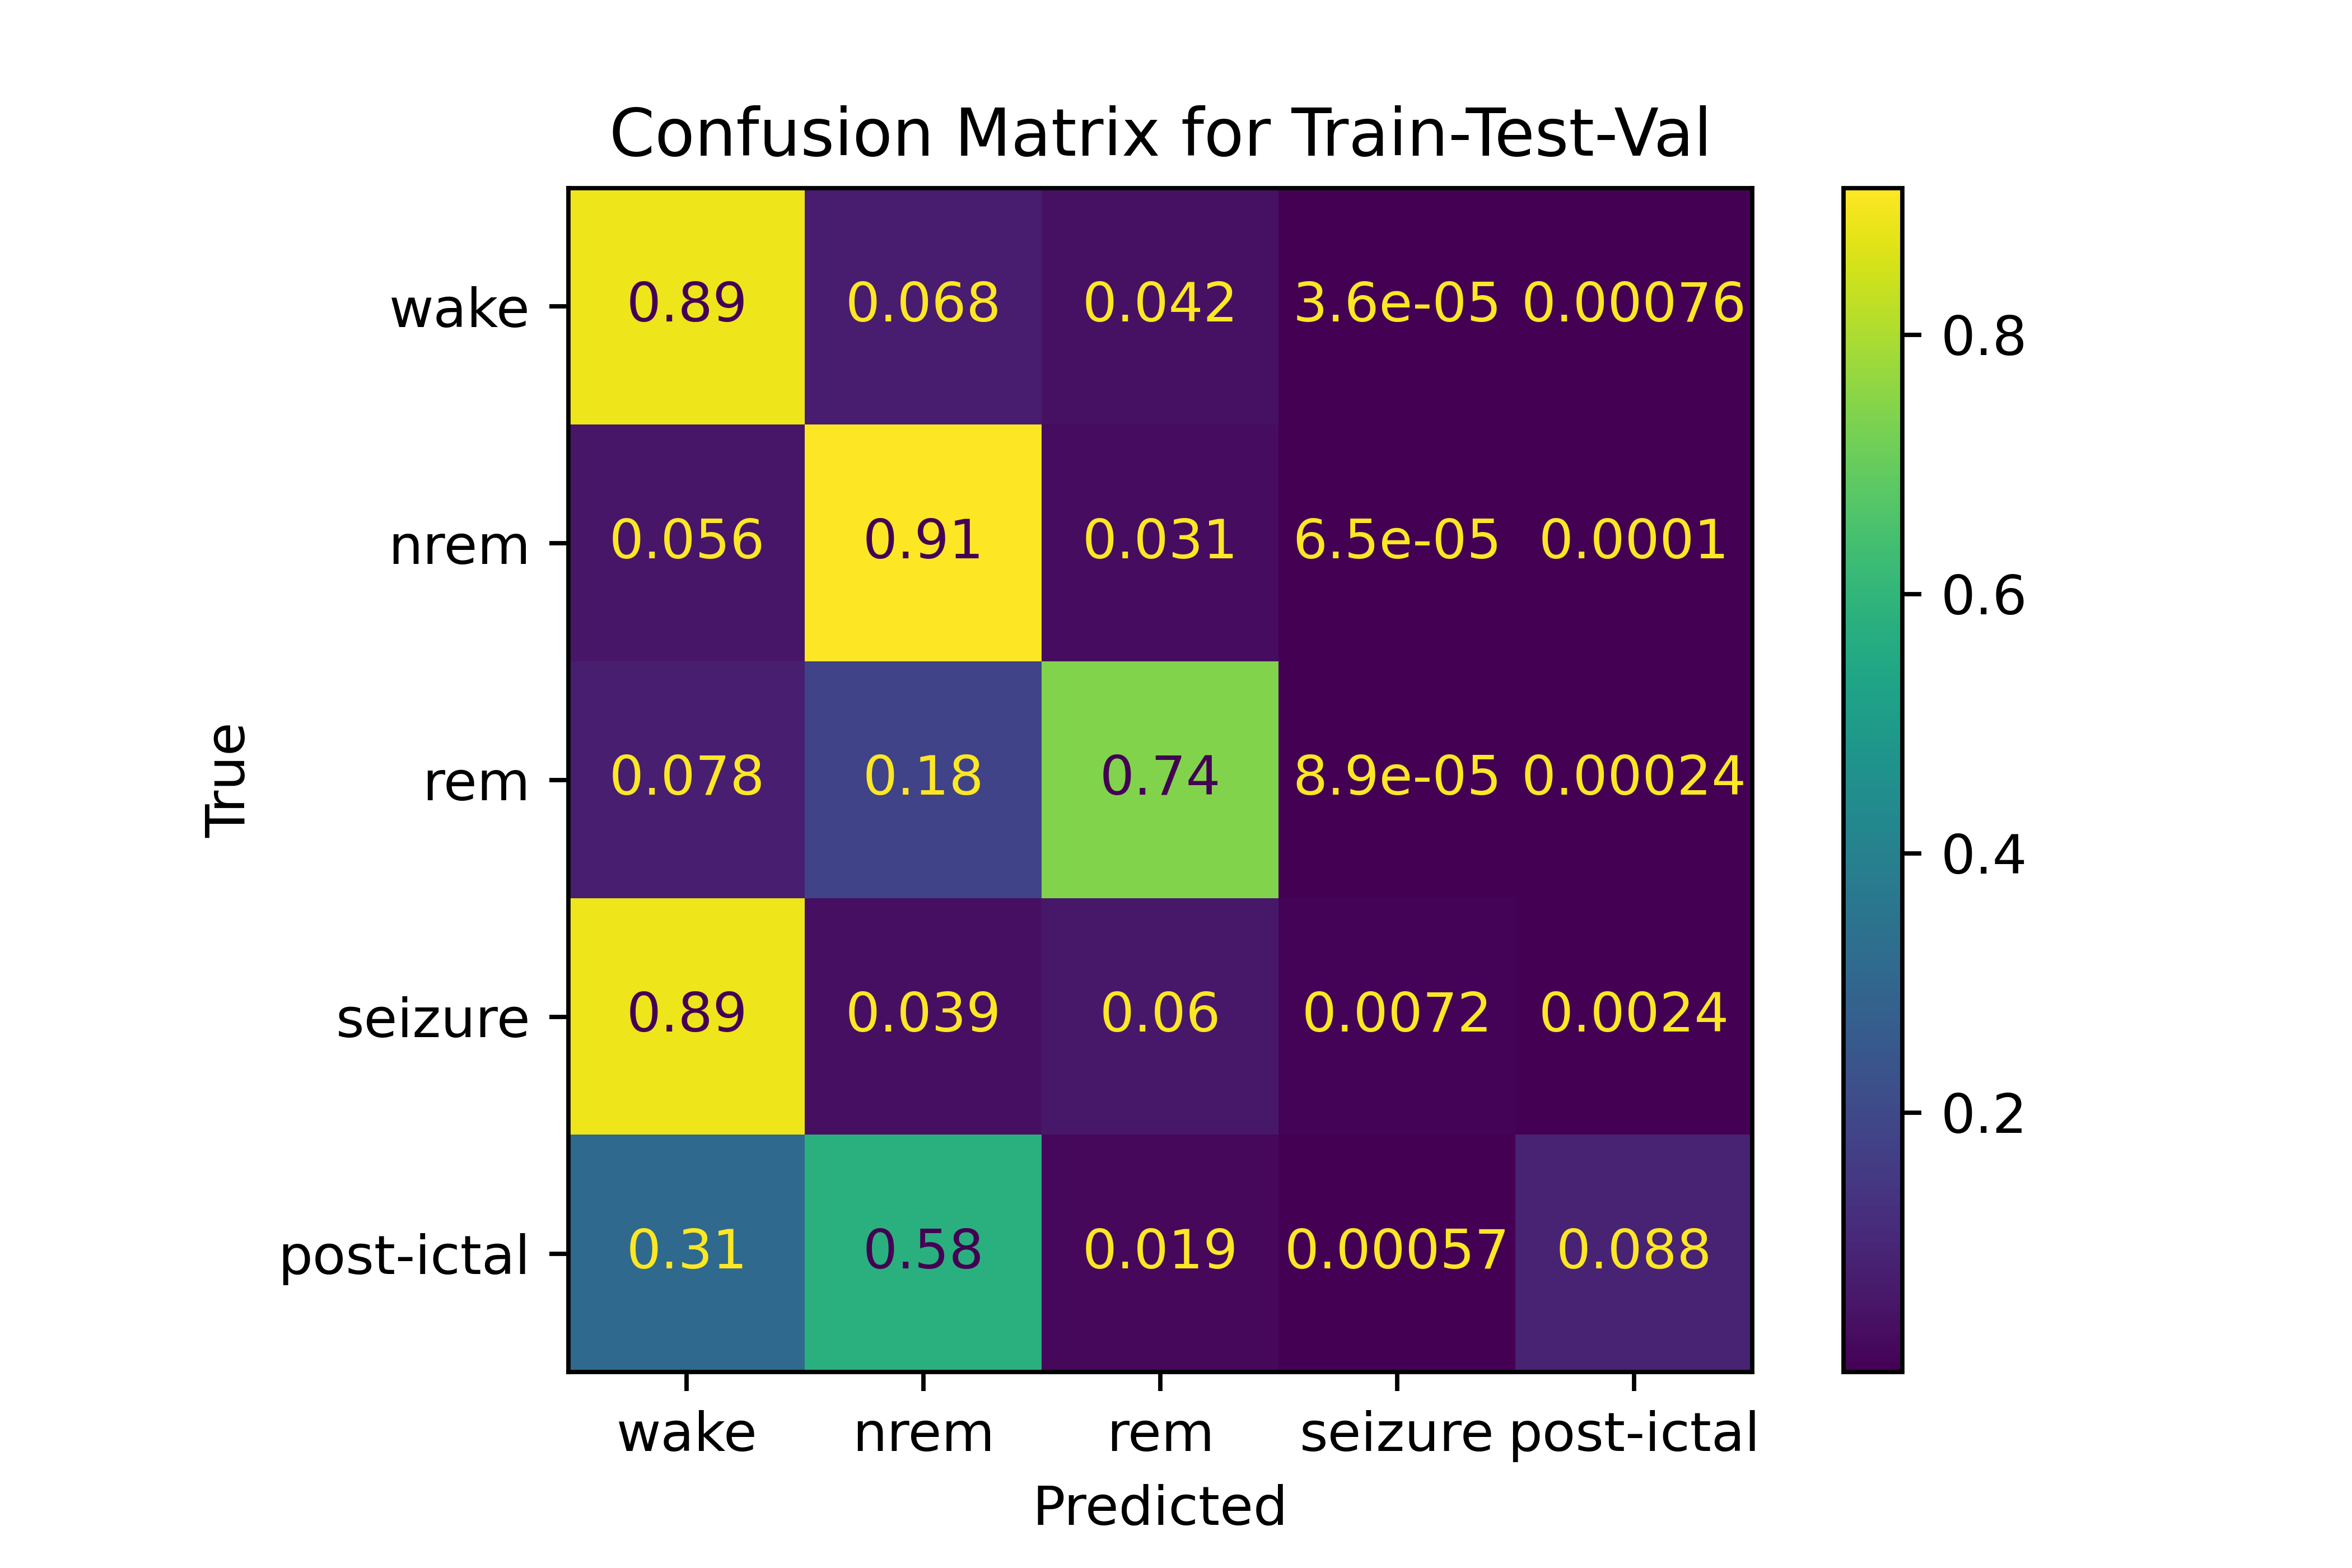 Confusion Matrix for Train-Test-Val
wake 0.89 0.068 0.042 3.6e-05 0.00076
nrem 0.056 0.91 0.031 6.5e-05 0.0001
rem 0.078 0.18 0.74 8.9e-05 0.00024
seizure 0.89 0.039 0.06 0.0072 0.0024
post-ictal 0.31 0.58 0.019 0.00057 0.088
wake nrem rem seizure post-ictal
Predicted
True
0.8
0.6
0.4
0.2